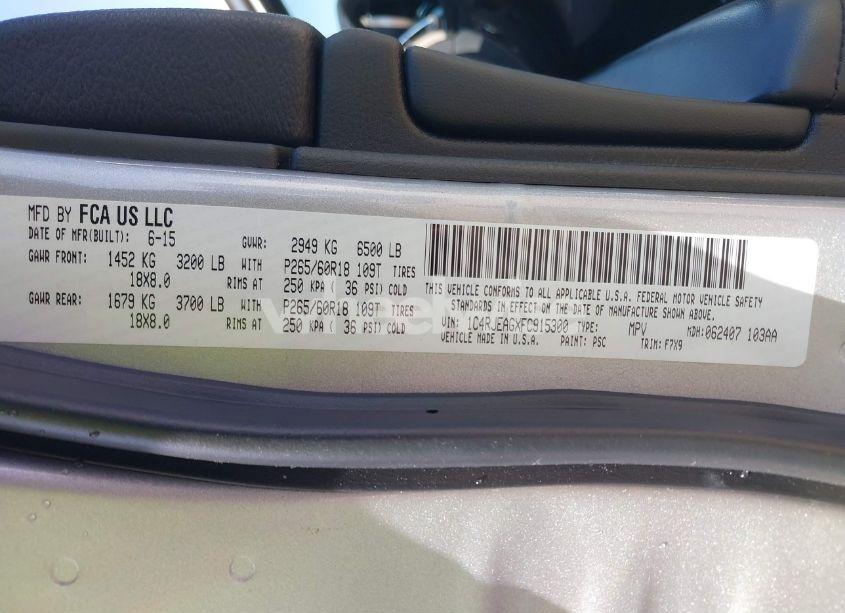 MFD BY FCA US LLC
DATE OF MFR(BUILT): 6-15 GVWR: 2949 KG 6500 LB
GAWR FRONT: 1452 KG 3200 LB WITH P265/60R18 109T TIRES
18X8.0 RIMS AT 250 KPA ( 36 PSI) COLD
GAWR REAR: 1679 KG 3700 LB WITH P265/60R18 109T TIRES
18X8.0 RIMS AT 250 KPA ( 36 PSI) COLD
THIS VEHICLE CONFORMS TO ALL APPLICABLE U.S.A. FEDERAL MOTOR VEHICLE SAFETY
STANDARDS IN EFFECT ON THE DATE OF MANUFACTURE SHOWN ABOVE.
VIN: 1C4RJEAGXFC915300 TYPE: MPV MDH: 062407 103AA
VEHICLE MADE IN U.S.A. PAINT: PSC TRIM: F7X9